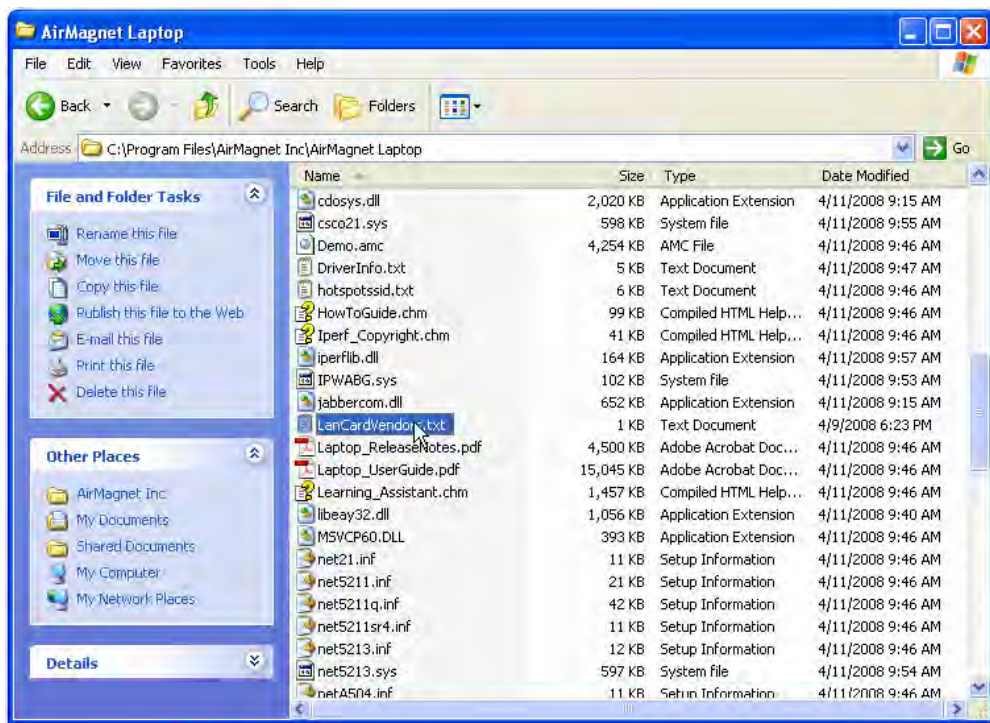 AirMagnet Laptop
File Edit View Favorites Tools Help
Back Search Folders
Address C:\Program Files\AirMagnet Inc\AirMagnet Laptop Go
File and Folder Tasks
Rename this file
Move this file
Copy this file
Publish this file to the Web
E-mail this file
Print this file
Delete this file
Other Places
AirMagnet Inc
My Documents
Shared Documents
My Computer
My Network Places
Details
Name Size Type Date Modified
cdosys.dll 2,020 KB Application Extension 4/11/2008 9:15 AM
csco21.sys 598 KB System file 4/11/2008 9:55 AM
Demo.amc 4,254 KB AMC File 4/11/2008 9:46 AM
DriverInfo.txt 5 KB Text Document 4/11/2008 9:47 AM
hotspotssid.txt 6 KB Text Document 4/11/2008 9:46 AM
HowToGuide.chm 99 KB Compiled HTML Help... 4/11/2008 9:46 AM
Iperf_Copyright.chm 41 KB Compiled HTML Help... 4/11/2008 9:46 AM
iperflib.dll 164 KB Application Extension 4/11/2008 9:57 AM
IPWABG.sys 102 KB System file 4/11/2008 9:53 AM
jabbercom.dll 652 KB Application Extension 4/11/2008 9:15 AM
LanCardVendors.txt 1 KB Text Document 4/9/2008 6:23 PM
Laptop_ReleaseNotes.pdf 4,500 KB Adobe Acrobat Doc... 4/11/2008 9:46 AM
Laptop_UserGuide.pdf 15,045 KB Adobe Acrobat Doc... 4/11/2008 9:46 AM
Learning_Assistant.chm 1,457 KB Compiled HTML Help... 4/11/2008 9:46 AM
libeay32.dll 1,056 KB Application Extension 4/11/2008 9:40 AM
MSVCP60.DLL 393 KB Application Extension 4/11/2008 9:46 AM
net21.inf 11 KB Setup Information 4/11/2008 9:46 AM
net5211.inf 21 KB Setup Information 4/11/2008 9:46 AM
net5211q.inf 42 KB Setup Information 4/11/2008 9:46 AM
net5211sr4.inf 11 KB Setup Information 4/11/2008 9:46 AM
net5213.inf 12 KB Setup Information 4/11/2008 9:46 AM
net5213.sys 597 KB System file 4/11/2008 9:54 AM
netA504.inf 11 KB Setup Information 4/11/2008 9:46 AM